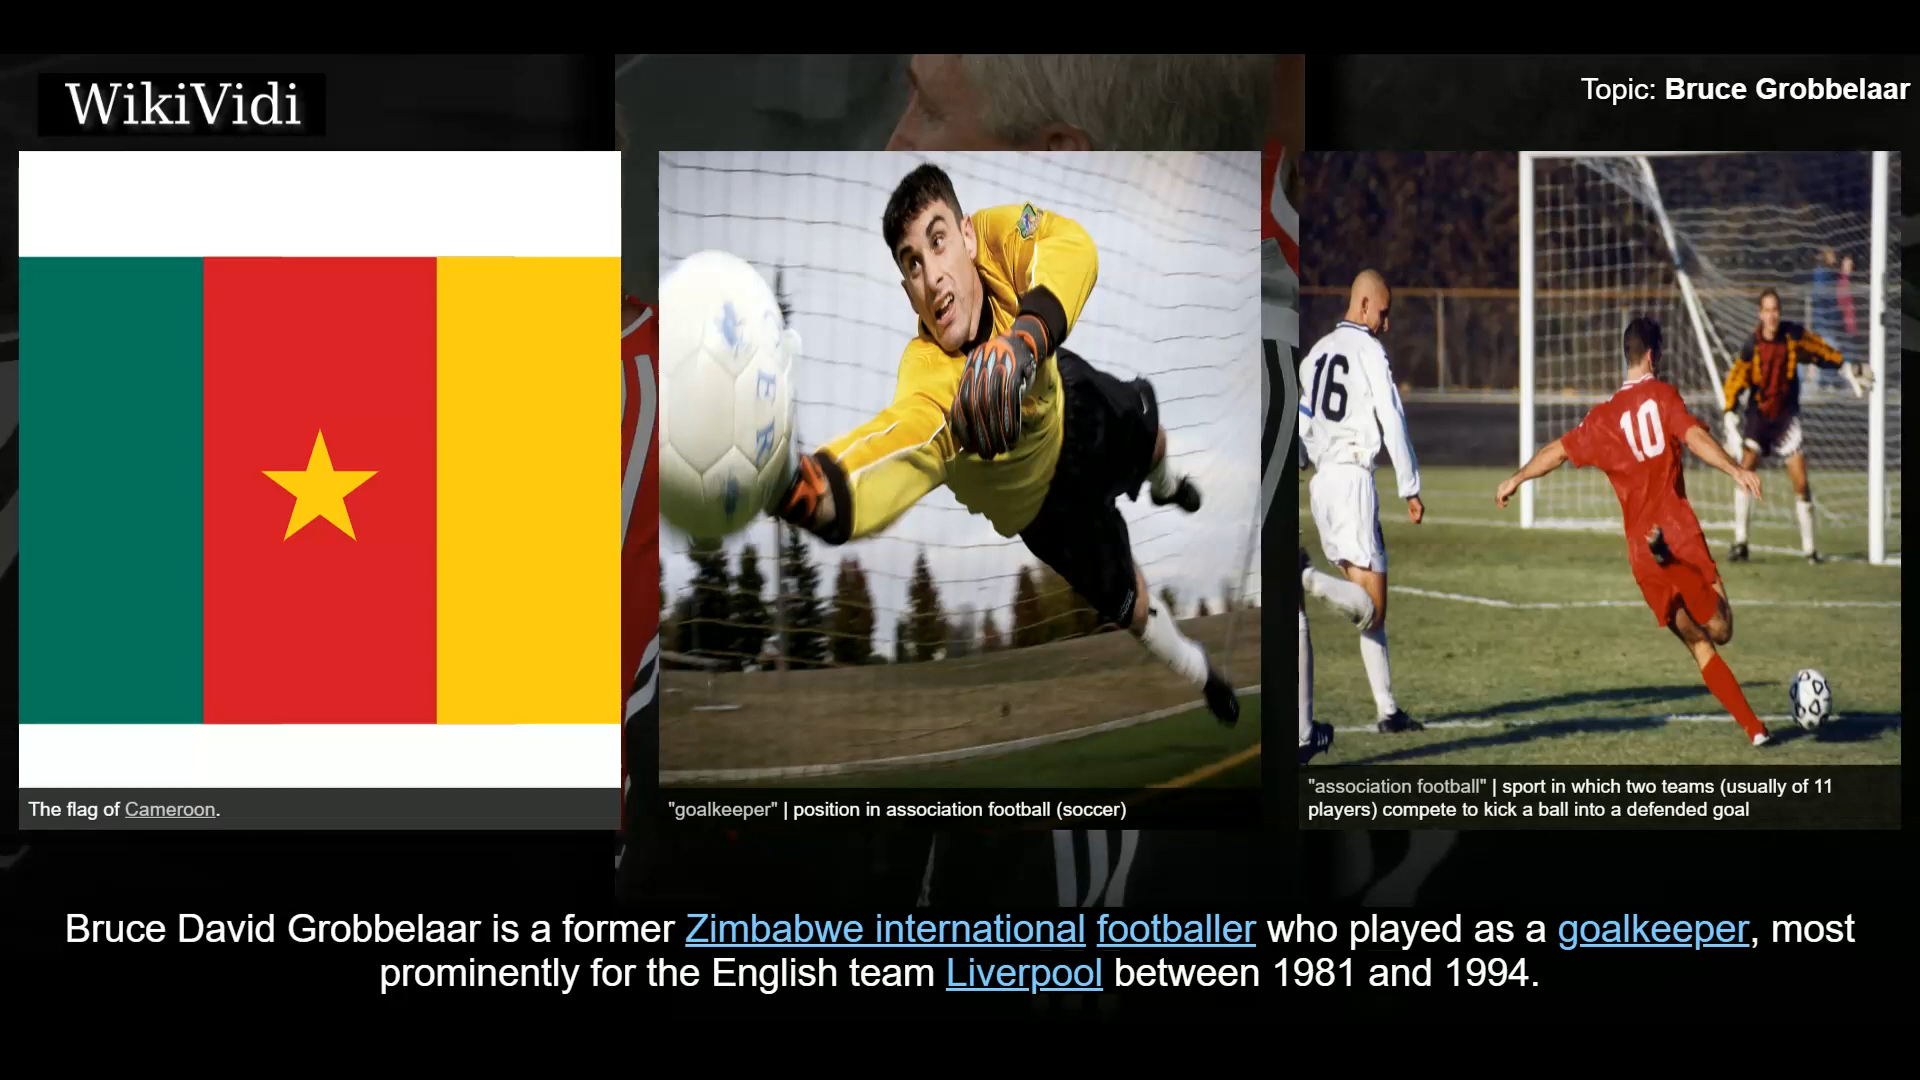 WikiVidi
Topic: Bruce Grobbelaar
16
10
The flag of Cameroon.
"goalkeeper" | position in association football (soccer)
"association football" | sport in which two teams (usually of 11
players) compete to kick a ball into a defended goal
Bruce David Grobbelaar is a former Zimbabwe international footballer who played as a goalkeeper, most
prominently for the English team Liverpool between 1981 and 1994.